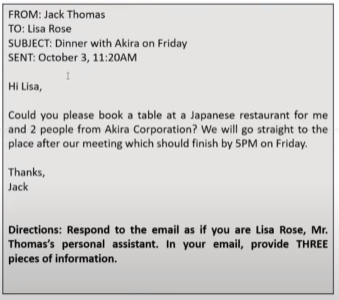 FROM: Jack Thomas
TO: Lisa Rose
SUBJECT: Dinner with Akira on Friday
SENT: October 3, 11:20AM
Hi Lisa,
Could you please book a table at a Japanese restaurant for me
and 2 people from Akira Corporation? We will go straight to the
place after our meeting which should finish by 5PM on Friday.
Thanks,
Jack
Directions: Respond to the email as if you are Lisa Rose, Mr.
Thomas's personal assistant. In your email, provide THREE
pieces of information.